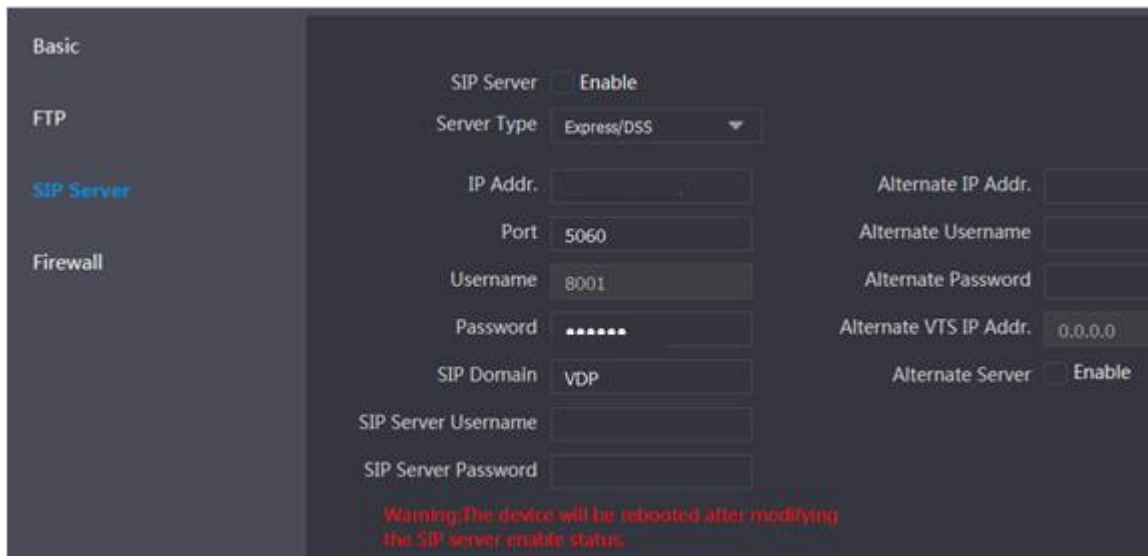 Basic
FTP
SIP Server
Firewall
SIP Server Enable
Server Type Express/DSS
IP Addr. Alternate IP Addr.
Port 5060 Alternate Username
Username 8001 Alternate Password
Password •••••• Alternate VTS IP Addr. 0.0.0.0
SIP Domain VDP Alternate Server Enable
SIP Server Username
SIP Server Password
Warning:The device will be rebooted after modifying
the SIP server enable status.